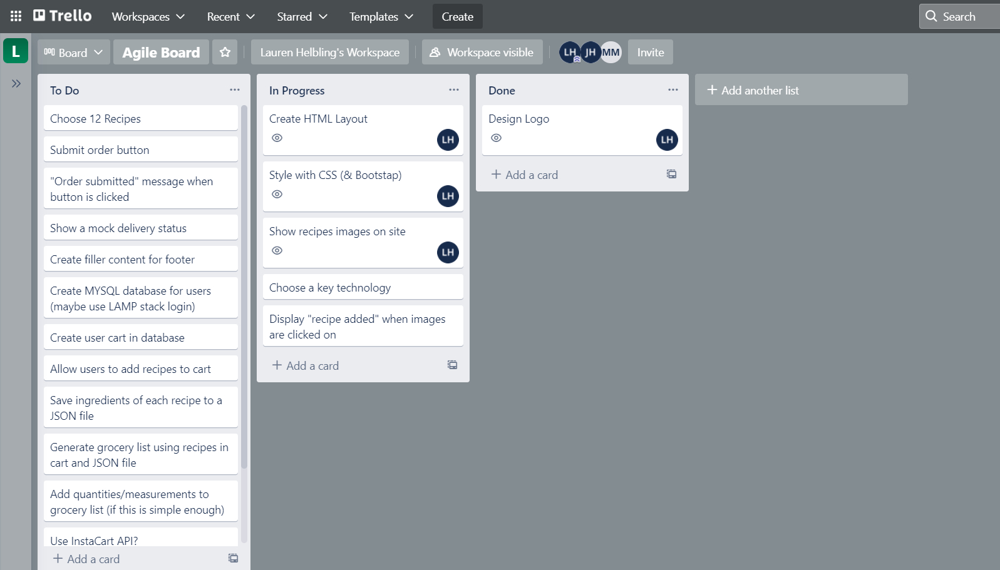 Trello
Workspaces
Recent
Starred
Templates
Create
Search
L
Board
Agile Board
Lauren Helbling's Workspace
Workspace visible
LH
JH
MM
Invite
To Do
Choose 12 Recipes
Submit order button
"Order submitted" message when
button is clicked
Show a mock delivery status
Create filler content for footer
Create MYSQL database for users
(maybe use LAMP stack login)
Create user cart in database
Allow users to add recipes to cart
Save ingredients of each recipe to a
JSON file
Generate grocery list using recipes in
cart and JSON file
Add quantities/measurements to
grocery list (if this is simple enough)
Use InstaCart API?
+ Add a card
In Progress
Create HTML Layout
LH
Style with CSS (& Bootstap)
LH
Show recipes images on site
LH
Choose a key technology
Display "recipe added" when images
are clicked on
+ Add a card
Done
Design Logo
LH
+ Add a card
+ Add another list